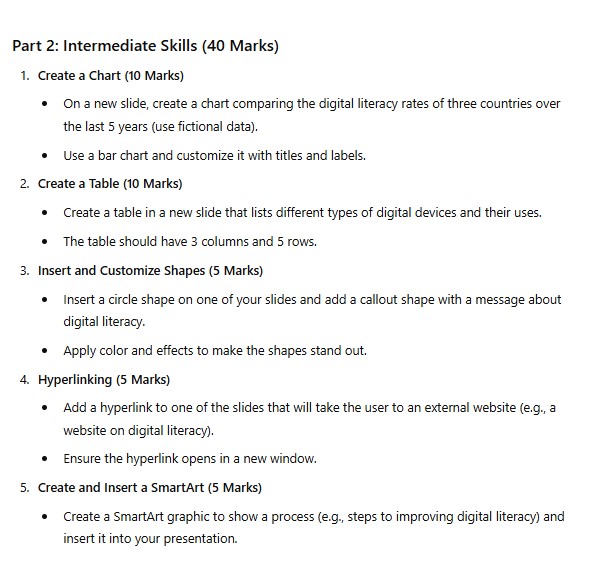 Part 2: Intermediate Skills (40 Marks)
1. Create a Chart (10 Marks)
• On a new slide, create a chart comparing the digital literacy rates of three countries over
the last 5 years (use fictional data).
• Use a bar chart and customize it with titles and labels.
2. Create a Table (10 Marks)
• Create a table in a new slide that lists different types of digital devices and their uses.
• The table should have 3 columns and 5 rows.
3. Insert and Customize Shapes (5 Marks)
• Insert a circle shape on one of your slides and add a callout shape with a message about
digital literacy.
• Apply color and effects to make the shapes stand out.
4. Hyperlinking (5 Marks)
• Add a hyperlink to one of the slides that will take the user to an external website (e.g., a
website on digital literacy).
• Ensure the hyperlink opens in a new window.
5. Create and Insert a SmartArt (5 Marks)
• Create a SmartArt graphic to show a process (e.g., steps to improving digital literacy) and
insert it into your presentation.